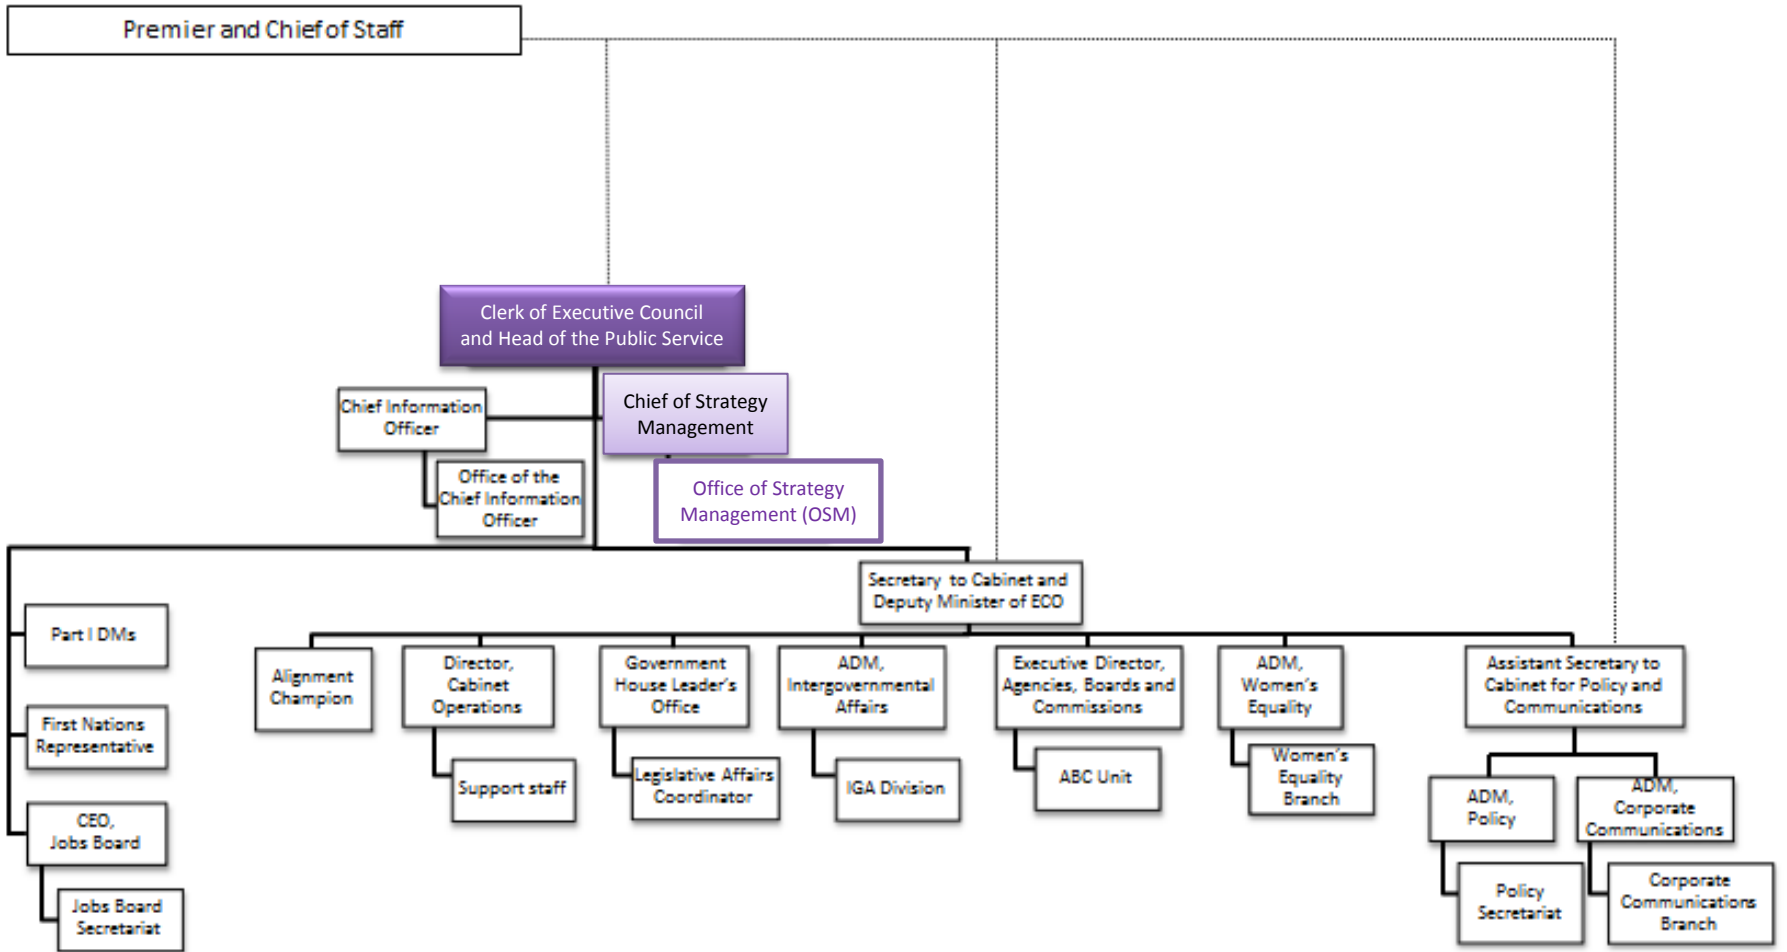 Premier and Chief of Staff
Clerk of Executive Council
and Head of the Public Service
Chief Information
Officer
Chief of Strategy
Management
Office of the
Chief Information
Officer
Office of Strategy
Management (OSM)
Secretary to Cabinet and
Deputy Minister of ECO
Part I DMs
First Nations
Representative
CEO,
Jobs Board
Jobs Board
Secretariat
Alignment
Champion
Director,
Cabinet
Operations
Support staff
Government
House Leader's
Office
Legislative Affairs
Coordinator
ADM,
Intergovernmental
Affairs
IGA Division
Executive Director,
Agencies, Boards and
Commissions
ABC Unit
ADM,
Women's
Equality
Women's
Equality
Branch
Assistant Secretary to
Cabinet for Policy and
Communications
ADM,
Policy
Policy
Secretariat
ADM,
Corporate
Communications
Corporate
Communications
Branch